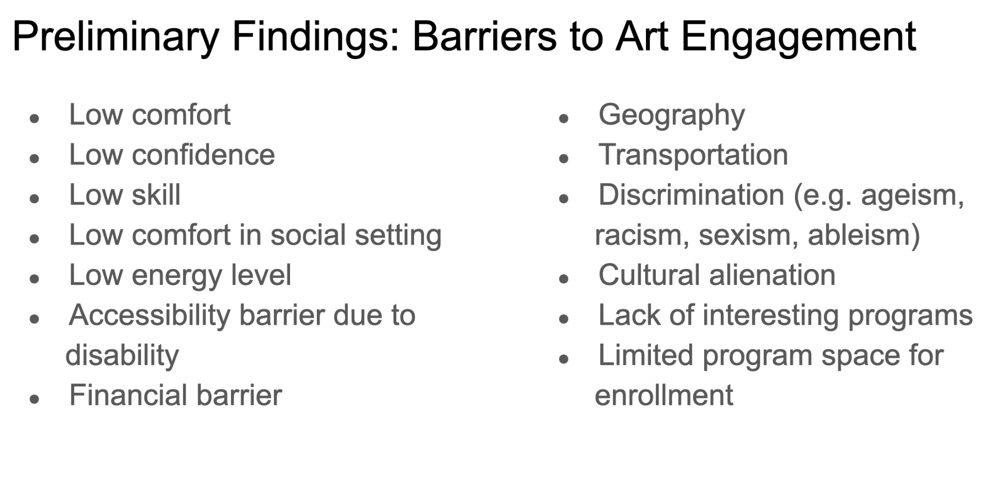 Preliminary Findings: Barriers to Art Engagement
● Low comfort
● Low confidence
● Low skill
● Low comfort in social setting
● Low energy level
● Accessibility barrier due to
disability
● Financial barrier
● Geography
● Transportation
● Discrimination (e.g. ageism,
racism, sexism, ableism)
● Cultural alienation
● Lack of interesting programs
● Limited program space for
enrollment